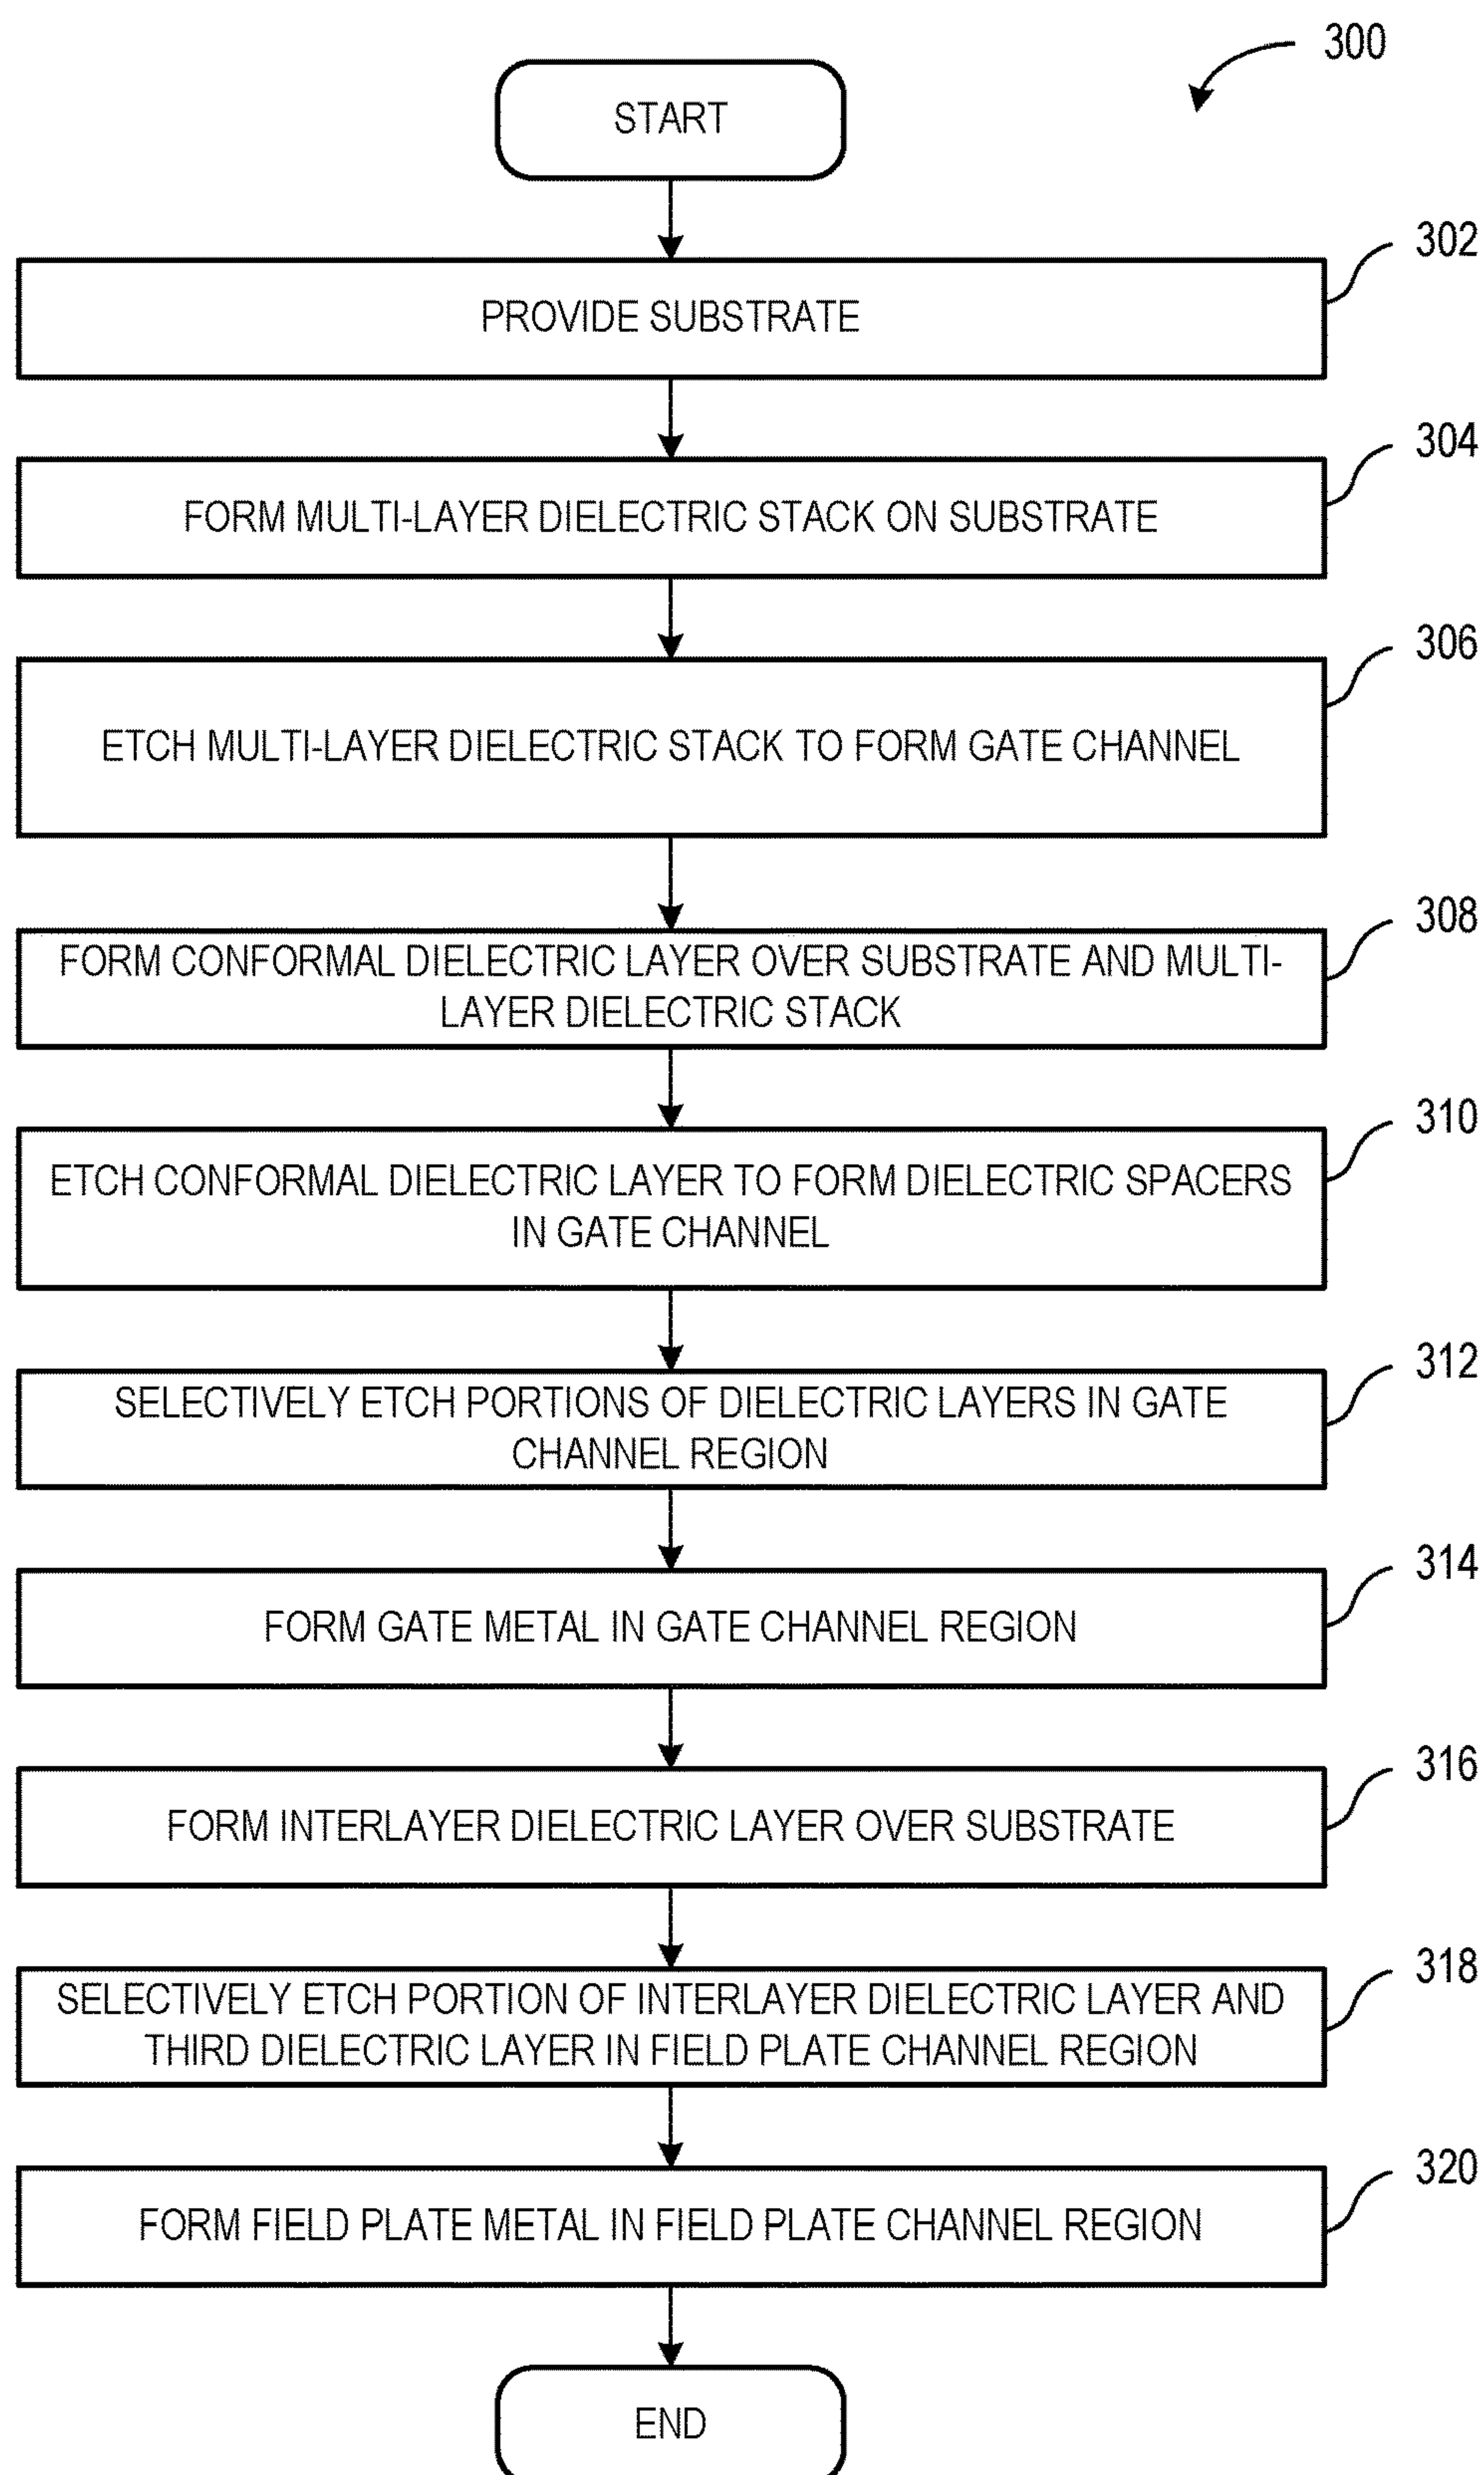 300
START
302
PROVIDE SUBSTRATE
304
FORM MULTI-LAYER DIELECTRIC STACK ON SUBSTRATE
306
ETCH MULTI-LAYER DIELECTRIC STACK TO FORM GATE CHANNEL
308
FORM CONFORMAL DIELECTRIC LAYER OVER SUBSTRATE AND MULTI-
LAYER DIELECTRIC STACK
310
ETCH CONFORMAL DIELECTRIC LAYER TO FORM DIELECTRIC SPACERS
IN GATE CHANNEL
312
SELECTIVELY ETCH PORTIONS OF DIELECTRIC LAYERS IN GATE
CHANNEL REGION
314
FORM GATE METAL IN GATE CHANNEL REGION
316
FORM INTERLAYER DIELECTRIC LAYER OVER SUBSTRATE
318
SELECTIVELY ETCH PORTION OF INTERLAYER DIELECTRIC LAYER AND
THIRD DIELECTRIC LAYER IN FIELD PLATE CHANNEL REGION
320
FORM FIELD PLATE METAL IN FIELD PLATE CHANNEL REGION
END